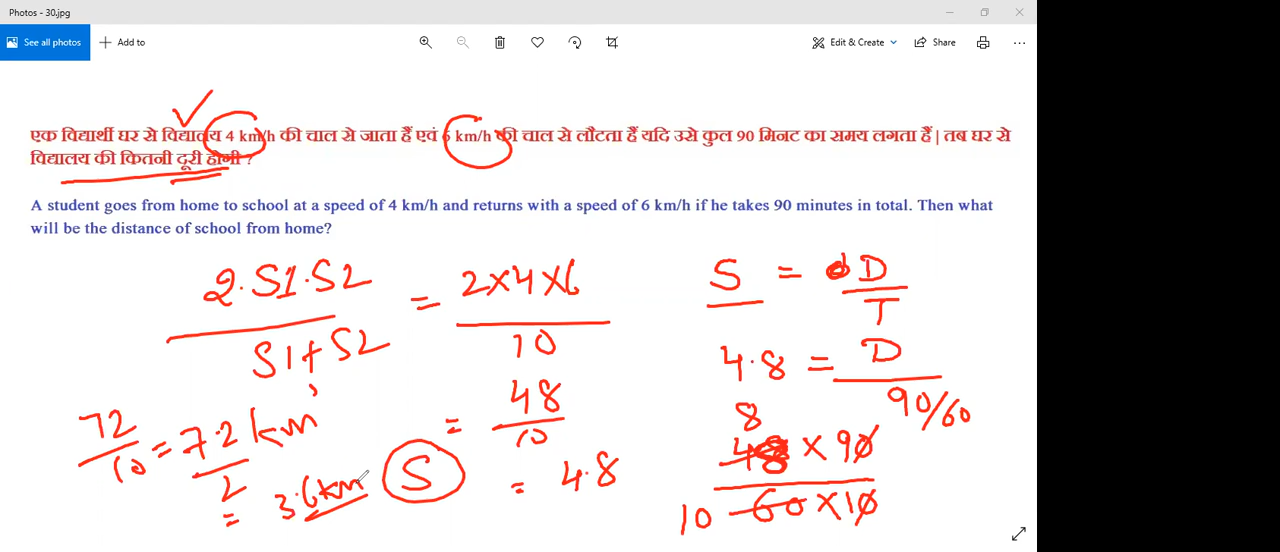 Photos - 30.jpg
See all photos
Add to
Edit & Create
Share
एक विद्यार्थी घर से विद्यालय 4 km/h की चाल से जाता हैं एवं 6 km/h की चाल से लौटता हैं यदि उसे कुल 90 मिनट का समय लगता हैं | तब घर से
विद्यालय की कितनी दूरी होगी ?
A student goes from home to school at a speed of 4 km/h and returns with a speed of 6 km/h if he takes 90 minutes in total. Then what
will be the distance of school from home?
2·S1·S2 / S1+S2 = 2×4×6 / 10
= 48/10
= 4.8
S
S = D/T
4.8 = D / 90/60
8
48 × 90
10 60 × 10
72/10 = 7.2 km
2
= 3.6 km